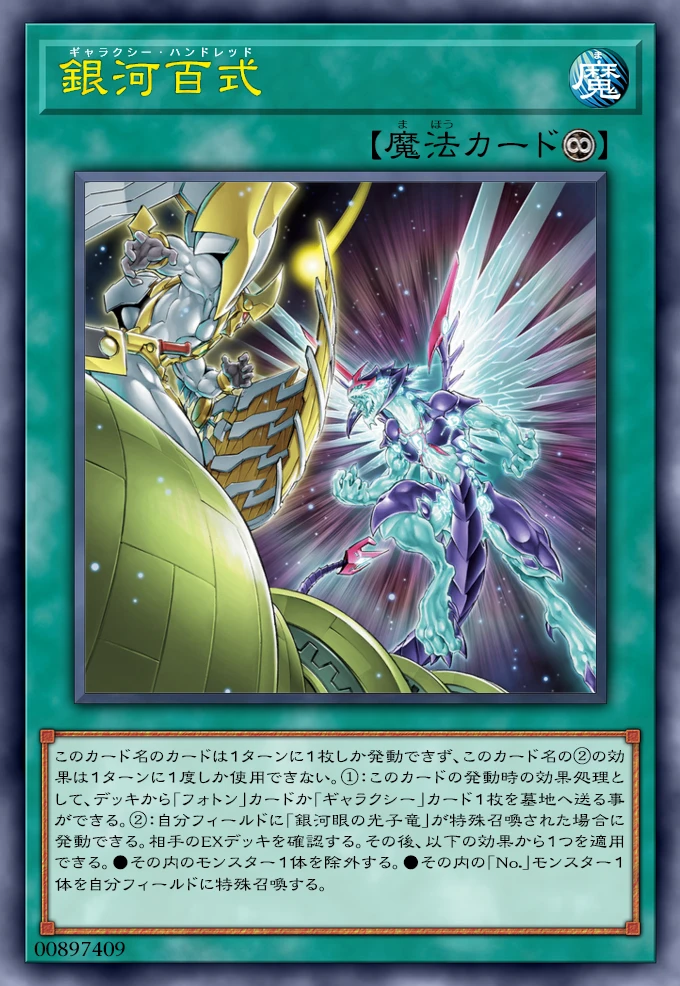 ギャラクシー・ハンドレッド
銀河百式
魔
ま
ま ほう
【魔法カード】
このカード名のカードは1ターンに1枚しか発動できず、このカード名の②の効
果は1ターンに1度しか使用できない。①：このカードの発動時の効果処理と
して、デッキから「フォトン」カードか「ギャラクシー」カード1枚を墓地へ送る事
ができる。②：自分フィールドに「銀河眼の光子竜」が特殊召喚された場合に
発動できる。相手のEXデッキを確認する。その後、以下の効果から1つを適用
できる。●その内のモンスター1体を除外する。●その内の「No.」モンスター1
体を自分フィールドに特殊召喚する。
00897409